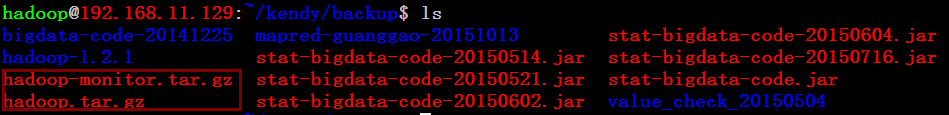 hadoop@192.168.11.129:~/kendy/backup$ ls
bigdata-code-20141225 mapred-guanggao-20151013 stat-bigdata-code-20150604.jar
hadoop-1.2.1 stat-bigdata-code-20150514.jar stat-bigdata-code-20150716.jar
hadoop-monitor.tar.gz stat-bigdata-code-20150521.jar stat-bigdata-code.jar
hadoop.tar.gz stat-bigdata-code-20150602.jar value_check_20150504